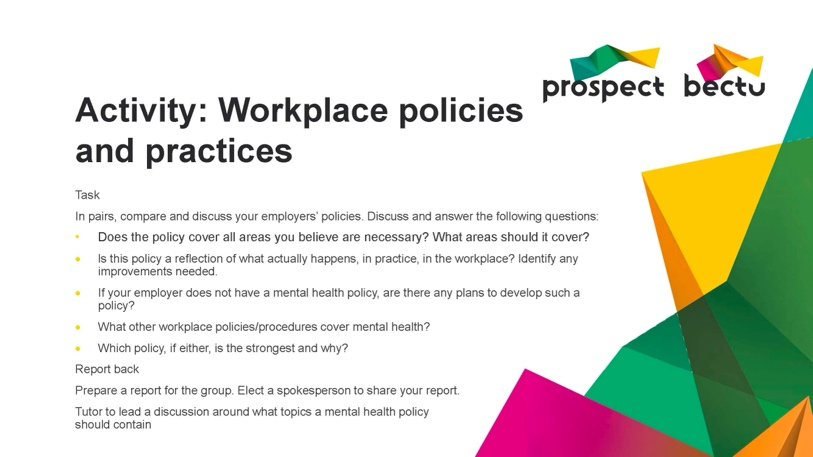 prospect bectu
Activity: Workplace policies
and practices
Task
In pairs, compare and discuss your employers’ policies. Discuss and answer the following questions:
• Does the policy cover all areas you believe are necessary? What areas should it cover?
• Is this policy a reflection of what actually happens, in practice, in the workplace? Identify any
improvements needed.
• If your employer does not have a mental health policy, are there any plans to develop such a
policy?
• What other workplace policies/procedures cover mental health?
• Which policy, if either, is the strongest and why?
Report back
Prepare a report for the group. Elect a spokesperson to share your report.
Tutor to lead a discussion around what topics a mental health policy
should contain